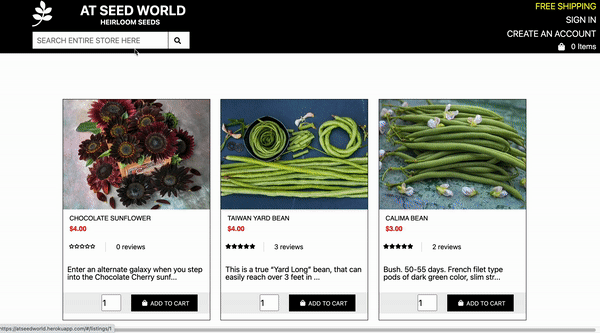 AT SEED WORLD
HEIRLOOM SEEDS
FREE SHIPPING
SIGN IN
CREATE AN ACCOUNT
0 Items
SEARCH ENTIRE STORE HERE
CHOCOLATE SUNFLOWER
$4.00
0 reviews
Enter an alternate galaxy when you step
into the Chocolate Cherry sunf...
1
ADD TO CART
TAIWAN YARD BEAN
$4.00
3 reviews
This is a true "Yard Long" bean, that can
easily reach over 3 feet in ...
1
ADD TO CART
CALIMA BEAN
$3.00
2 reviews
Bush. 50-55 days. French filet type
pods of dark green color, slim str...
1
ADD TO CART
https://atseedworld.herokuapp.com/#/listings/1